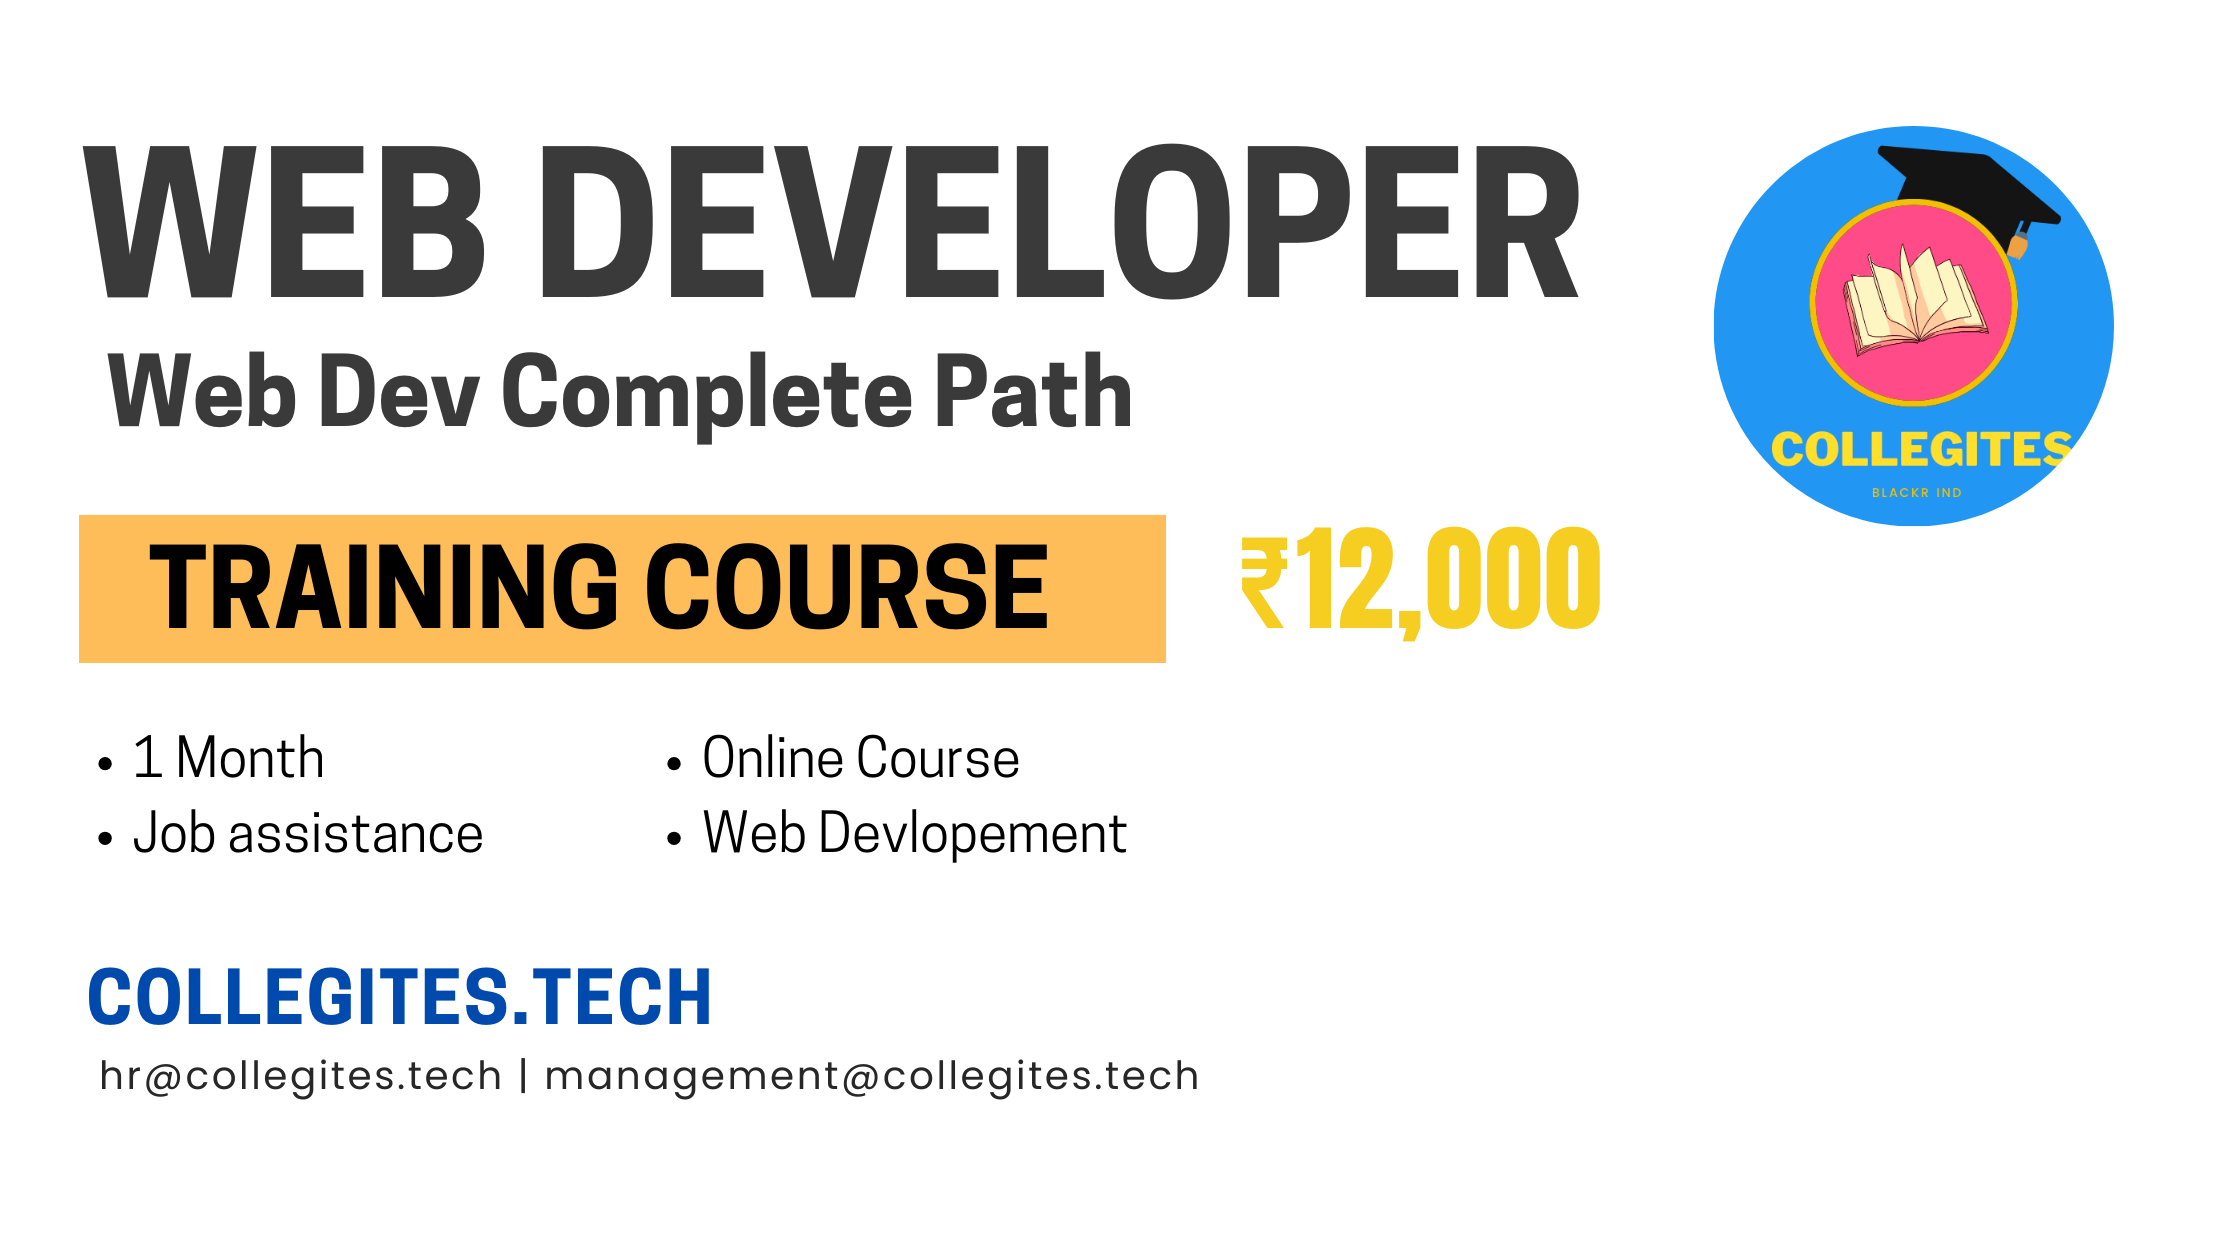 WEB DEVELOPER
Web Dev Complete Path
COLLEGITES
BLACKR IND
TRAINING COURSE
₹12,000
• 1 Month
• Job assistance
• Online Course
• Web Devlopement
COLLEGITES.TECH
hr@collegites.tech | management@collegites.tech